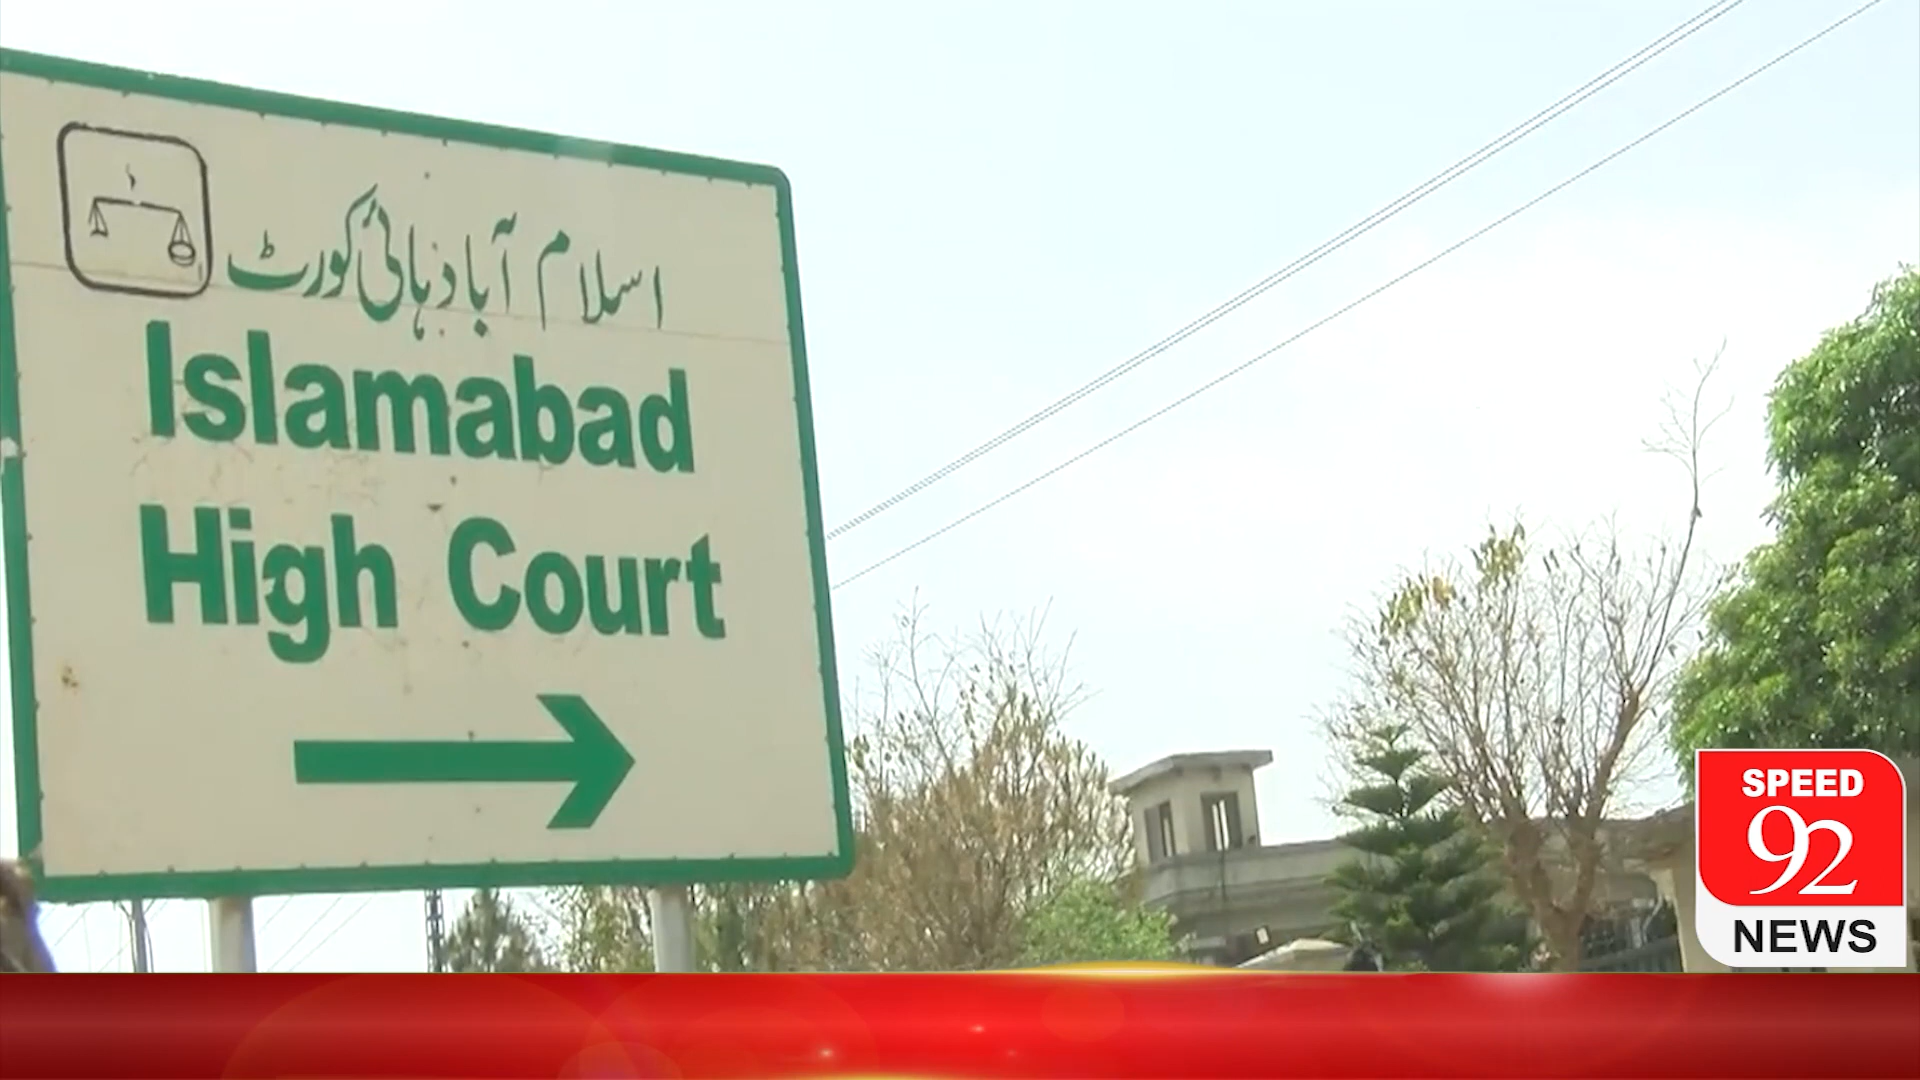 اسلام آباد ہائی کورٹ
Islamabad
High Court
SPEED
92
NEWS